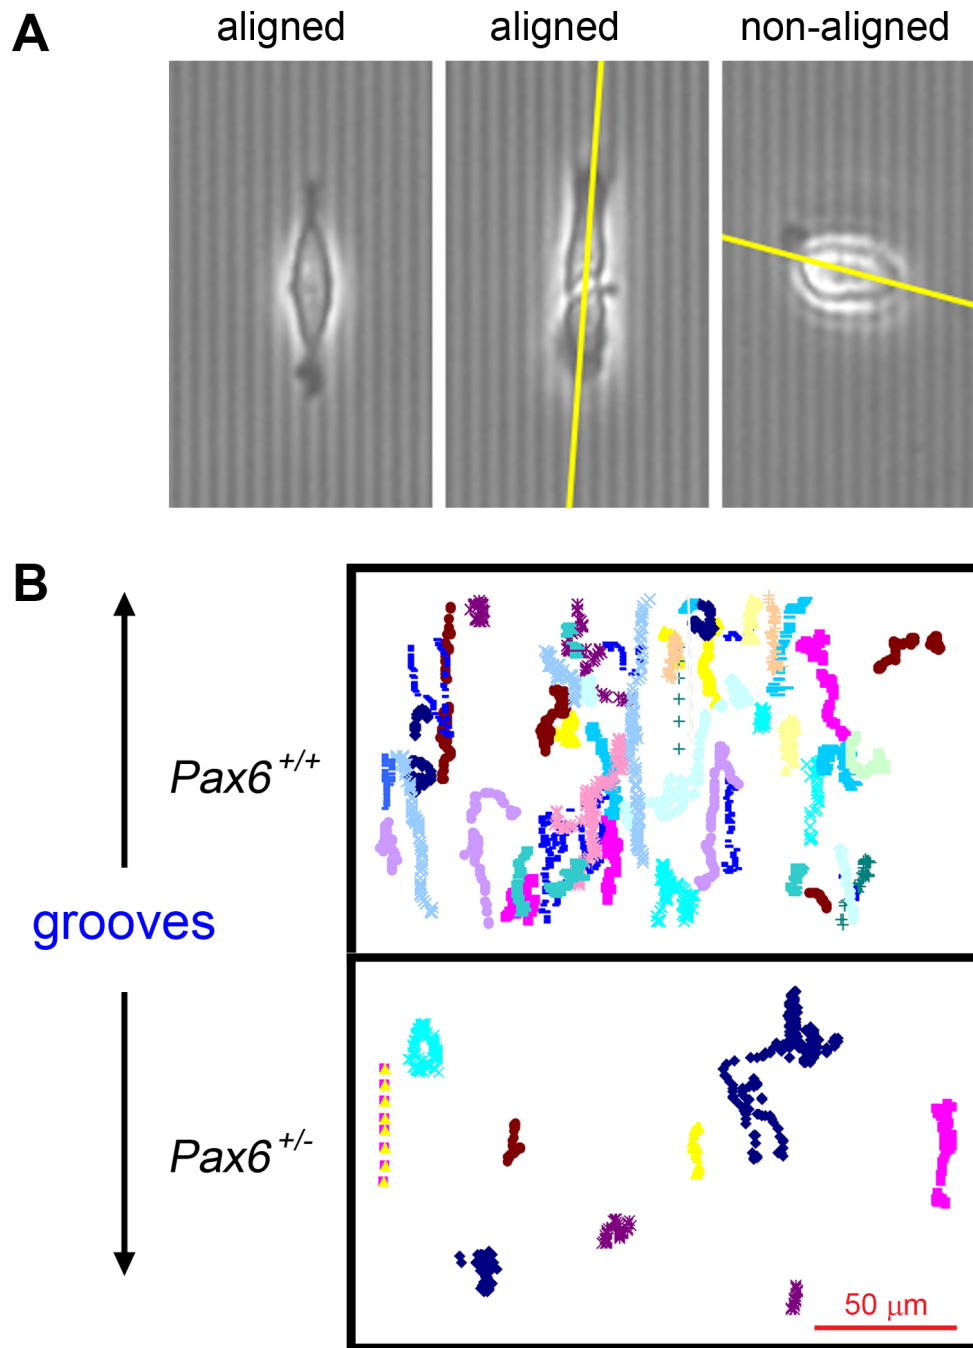 A
aligned
aligned
non-aligned
B
Pax6 +/+
grooves
Pax6 +/-
50 μm